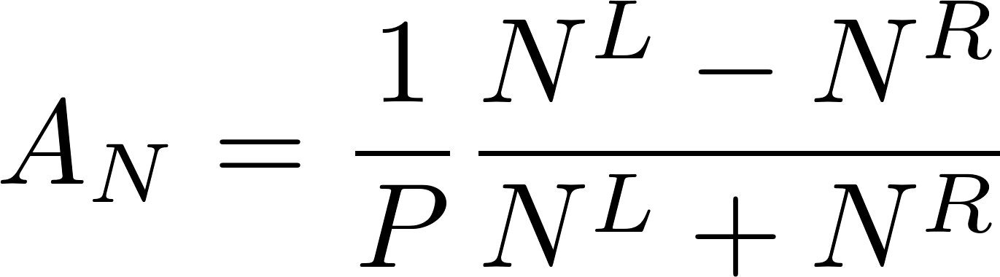 A_N = \frac{1}{P} \frac{N^L - N^R}{N^L + N^R}